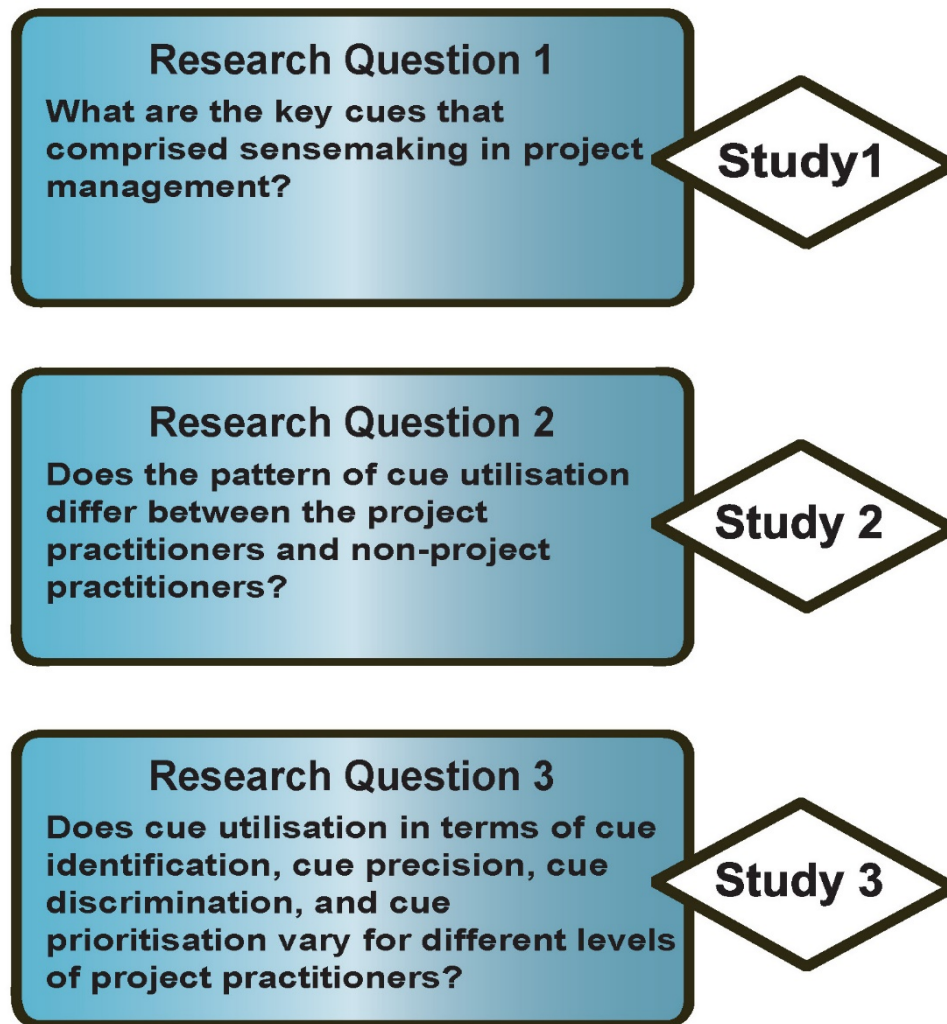 Research Question 1
What are the key cues that
comprised sensemaking in project
management?
Study1
Research Question 2
Does the pattern of cue utilisation
differ between the project
practitioners and non-project
practitioners?
Study 2
Research Question 3
Does cue utilisation in terms of cue
identification, cue precision, cue
discrimination, and cue
prioritisation vary for different levels
of project practitioners?
Study 3